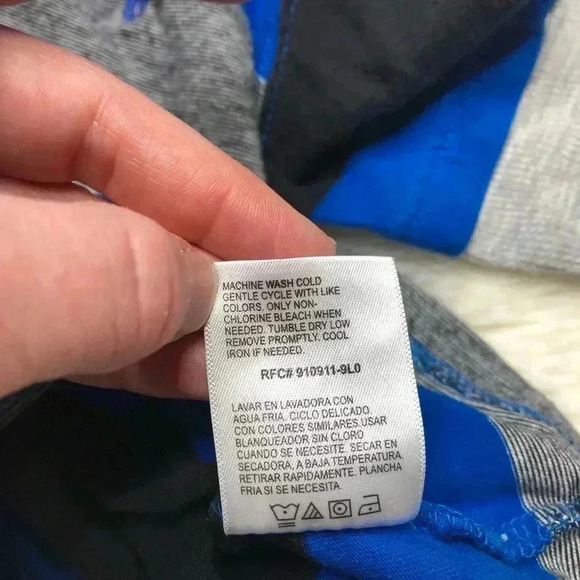 MACHINE WASH COLD
GENTLE CYCLE WITH LIKE
COLORS. ONLY NON-
CHLORINE BLEACH WHEN
NEEDED. TUMBLE DRY LOW
REMOVE PROMPTLY. COOL
IRON IF NEEDED.
RFC# 910911-9L0
LAVAR EN LAVADORA CON
AGUA FRIA. CICLO DELICADO.
CON COLORES SIMILARES.USAR
BLANQUEADOR SIN CLORO
CUANDO SE NECESITE. SECAR EN
SECADORA, A BAJA TEMPERATURA.
RETIRAR RAPIDAMENTE. PLANCHA
FRIA SI SE NECESITA.